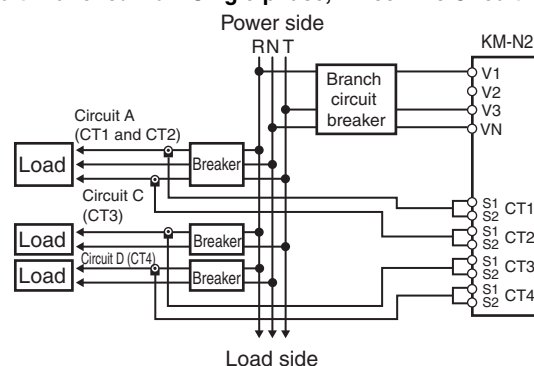 Power side
R N T
KM-N2
Branch
circuit
breaker
V1
V2
V3
VN
Circuit A
(CT1 and CT2)
Load
Breaker
Circuit C
(CT3)
S1
S2
CT1
S1
S2
CT2
Load
Breaker
Circuit D (CT4)
S1
S2
CT3
Load
Breaker
S1
S2
CT4
Load side